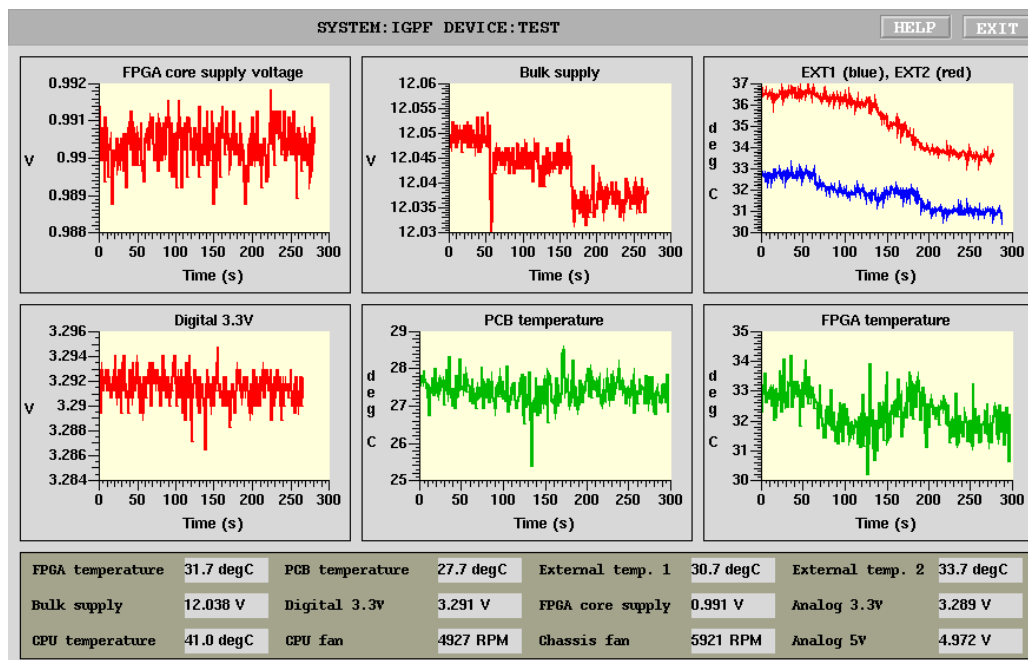 SYSTEM:IGPF DEVICE:TEST
HELP
EXIT
FPGA core supply voltage
0.992
0.991
0.99
0.989
0.988
V
0 50 100 150 200 250 300
Time (s)
Bulk supply
12.06
12.055
12.05
12.045
12.04
12.035
12.03
V
0 50 100 150 200 250 300
Time (s)
EXT1 (blue), EXT2 (red)
37
36
35
34
33
32
31
30
deg C
0 50 100 150 200 250 300
Time (s)
Digital 3.3V
3.296
3.294
3.292
3.29
3.288
3.286
3.284
V
0 50 100 150 200 250 300
Time (s)
PCB temperature
29
28
27
26
25
deg C
0 50 100 150 200 250 300
Time (s)
FPGA temperature
35
34
33
32
31
30
deg C
0 50 100 150 200 250 300
Time (s)
FPGA temperature 31.7 degC PCB temperature 27.7 degC External temp. 1 30.7 degC External temp. 2 33.7 degC
Bulk supply 12.038 V Digital 3.3V 3.291 V FPGA core supply 0.991 V Analog 3.3V 3.289 V
CPU temperature 41.0 degC CPU fan 4927 RPM Chassis fan 5921 RPM Analog 5V 4.972 V